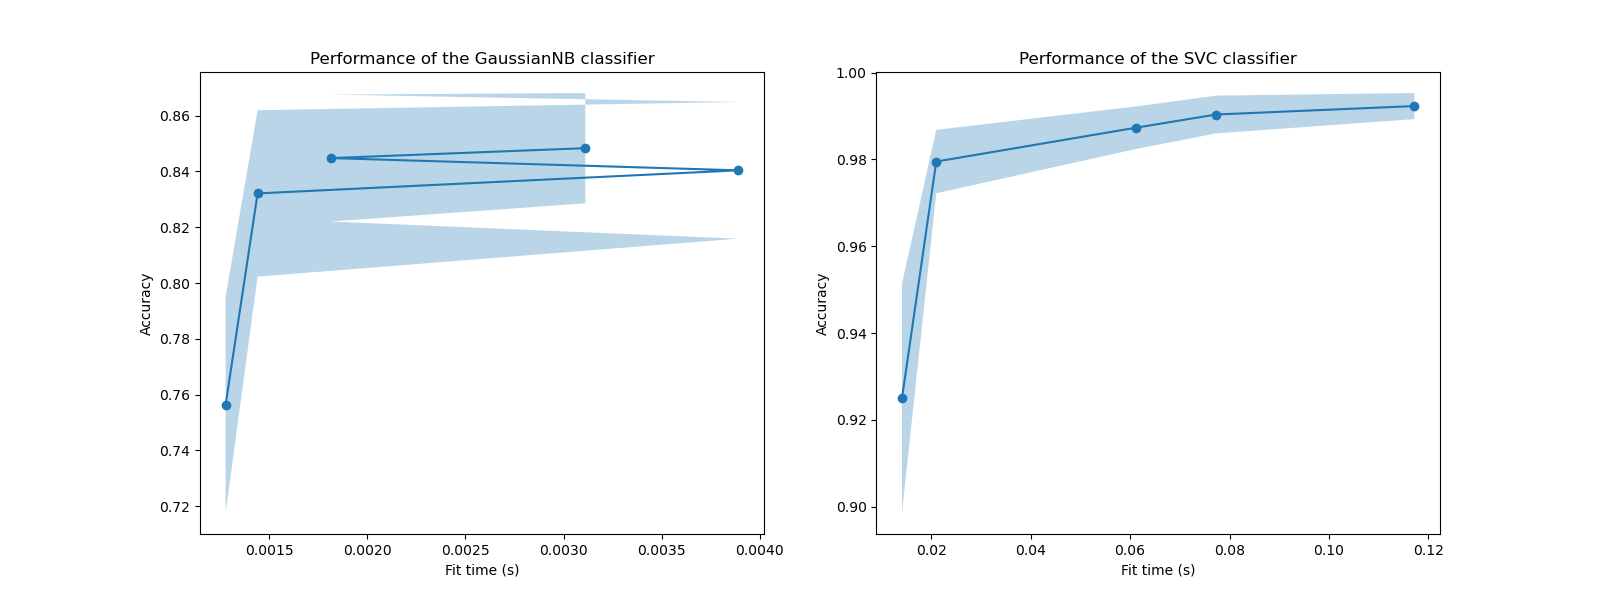 Performance of the GaussianNB classifier
0.86
0.84
0.82
0.80
0.78
0.76
0.74
0.72
Accuracy
0.0015 0.0020 0.0025 0.0030 0.0035 0.0040
Fit time (s)
Performance of the SVC classifier
1.00
0.98
0.96
0.94
0.92
0.90
Accuracy
0.02 0.04 0.06 0.08 0.10 0.12
Fit time (s)